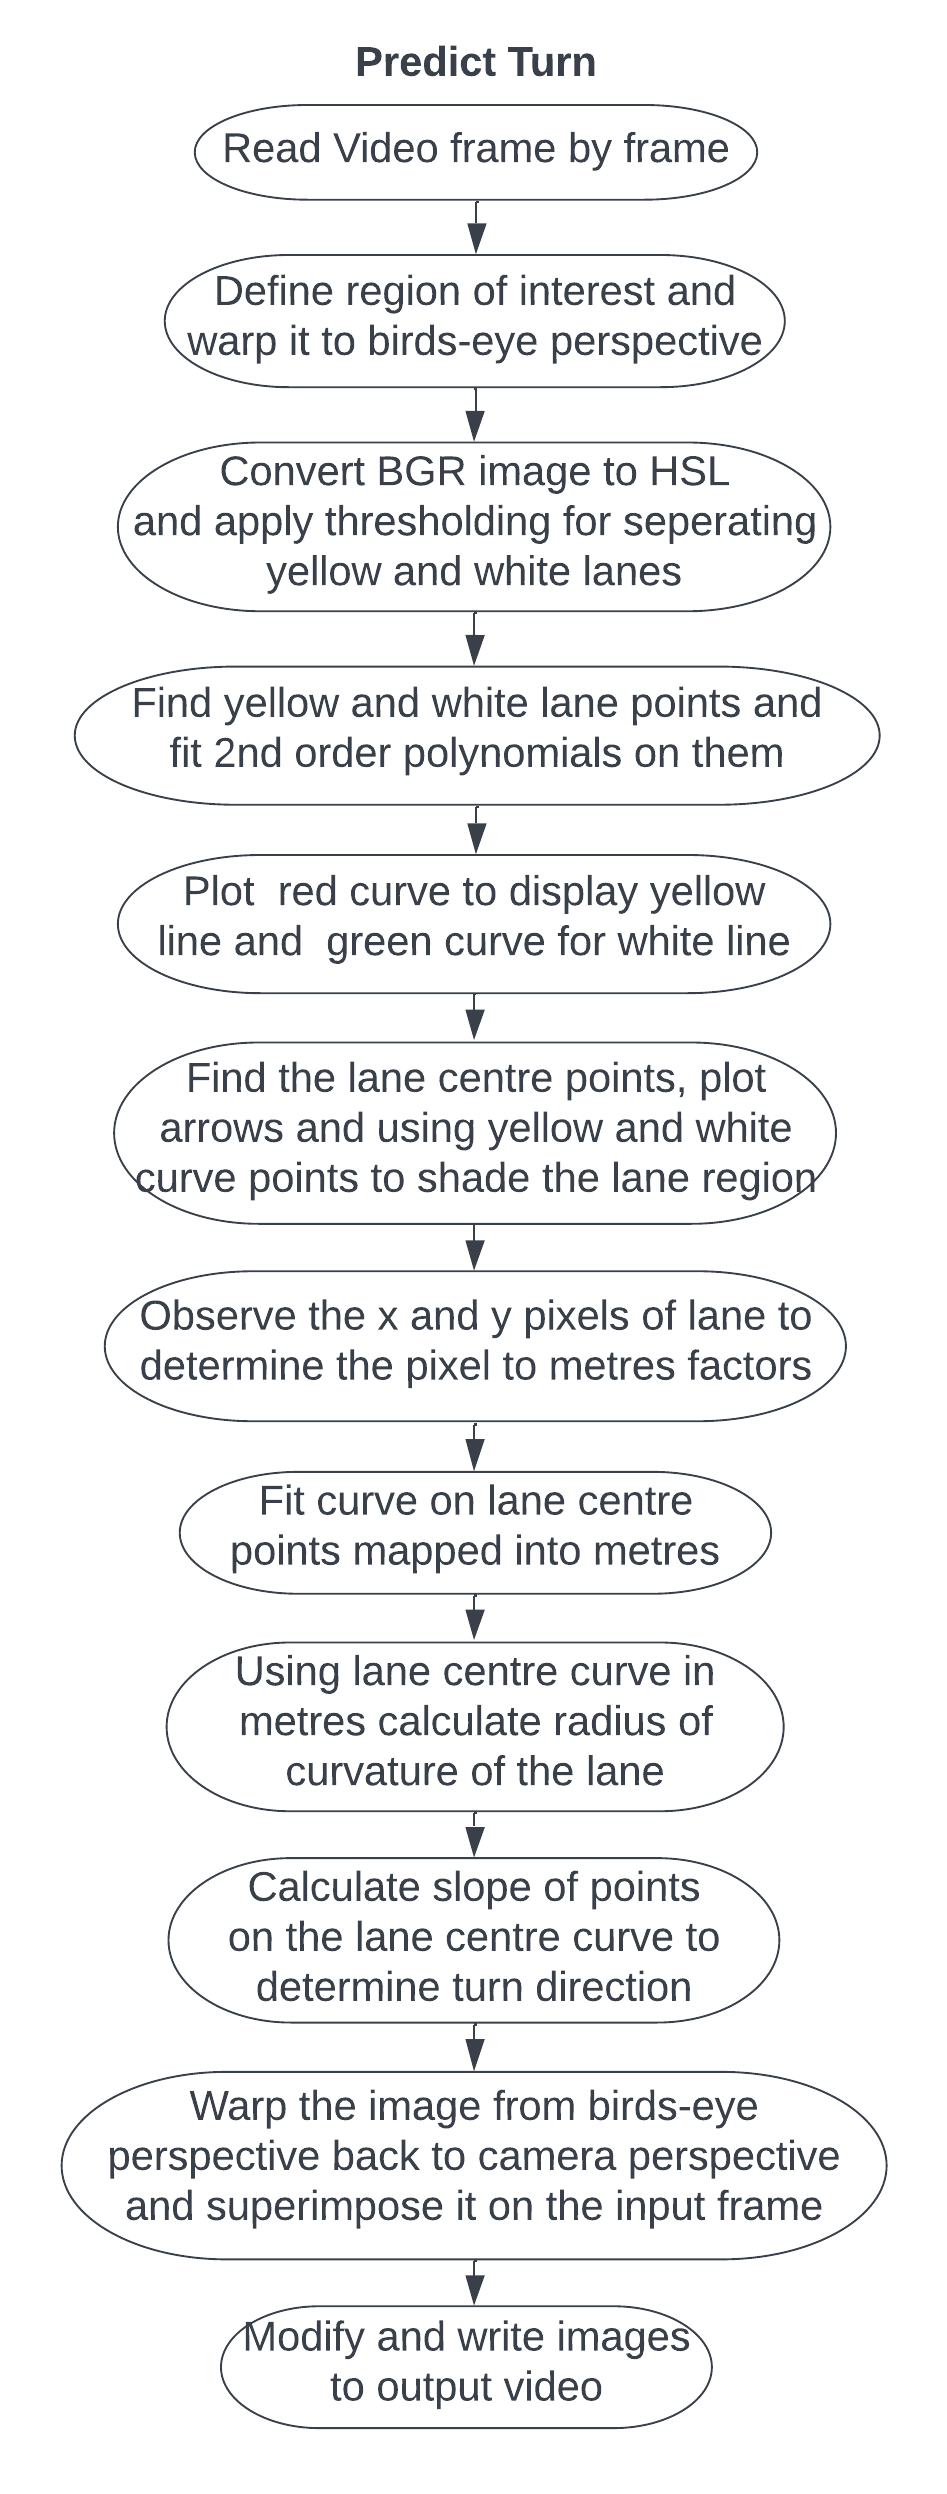 Predict Turn
Read Video frame by frame
Define region of interest and
warp it to birds-eye perspective
Convert BGR image to HSL
and apply thresholding for seperating
yellow and white lanes
Find yellow and white lane points and
fit 2nd order polynomials on them
Plot  red curve to display yellow
line and  green curve for white line
Find the lane centre points, plot
arrows and using yellow and white
curve points to shade the lane region
Observe the x and y pixels of lane to
determine the pixel to metres factors
Fit curve on lane centre
points mapped into metres
Using lane centre curve in
metres calculate radius of
curvature of the lane
Calculate slope of points
on the lane centre curve to
determine turn direction
Warp the image from birds-eye
perspective back to camera perspective
and superimpose it on the input frame
Modify and write images
to output video